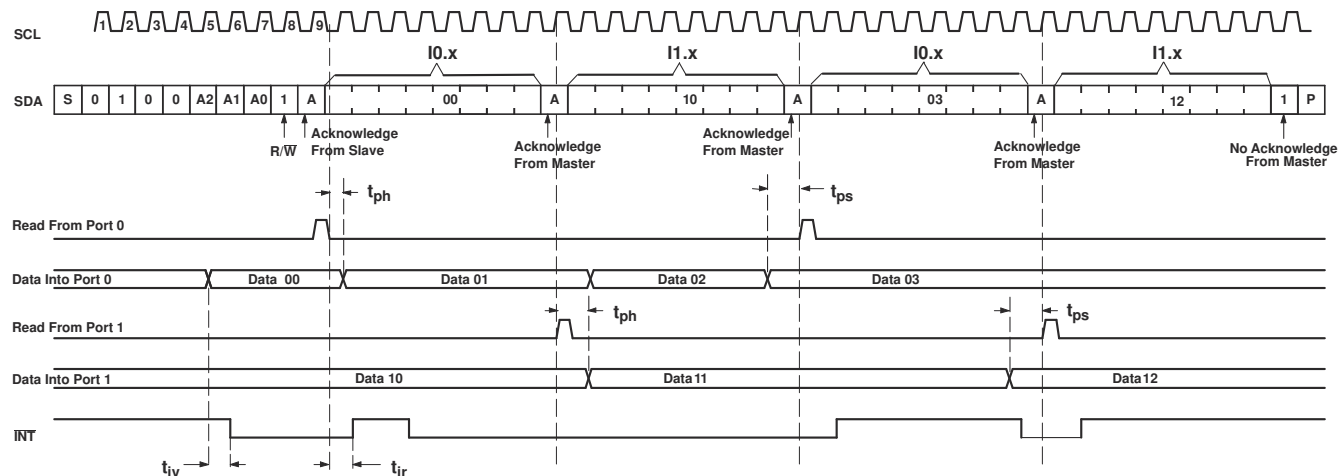 SCL 1 2 3 4 5 6 7 8 9
I0.x I1.x I0.x I1.x
SDA S 0 1 0 0 A2 A1 A0 1 A 00 A 10 A 03 A 12 1 P
R/W̅
Acknowledge
From Slave
Acknowledge
From Master
Acknowledge
From Master
Acknowledge
From Master
No Acknowledge
From Master
tph tps
Read From Port 0
Data Into Port 0 Data 00 Data 01 Data 02 Data 03
tph tps
Read From Port 1
Data Into Port 1 Data 10 Data 11 Data 12
I̅N̅T̅
tiv tir